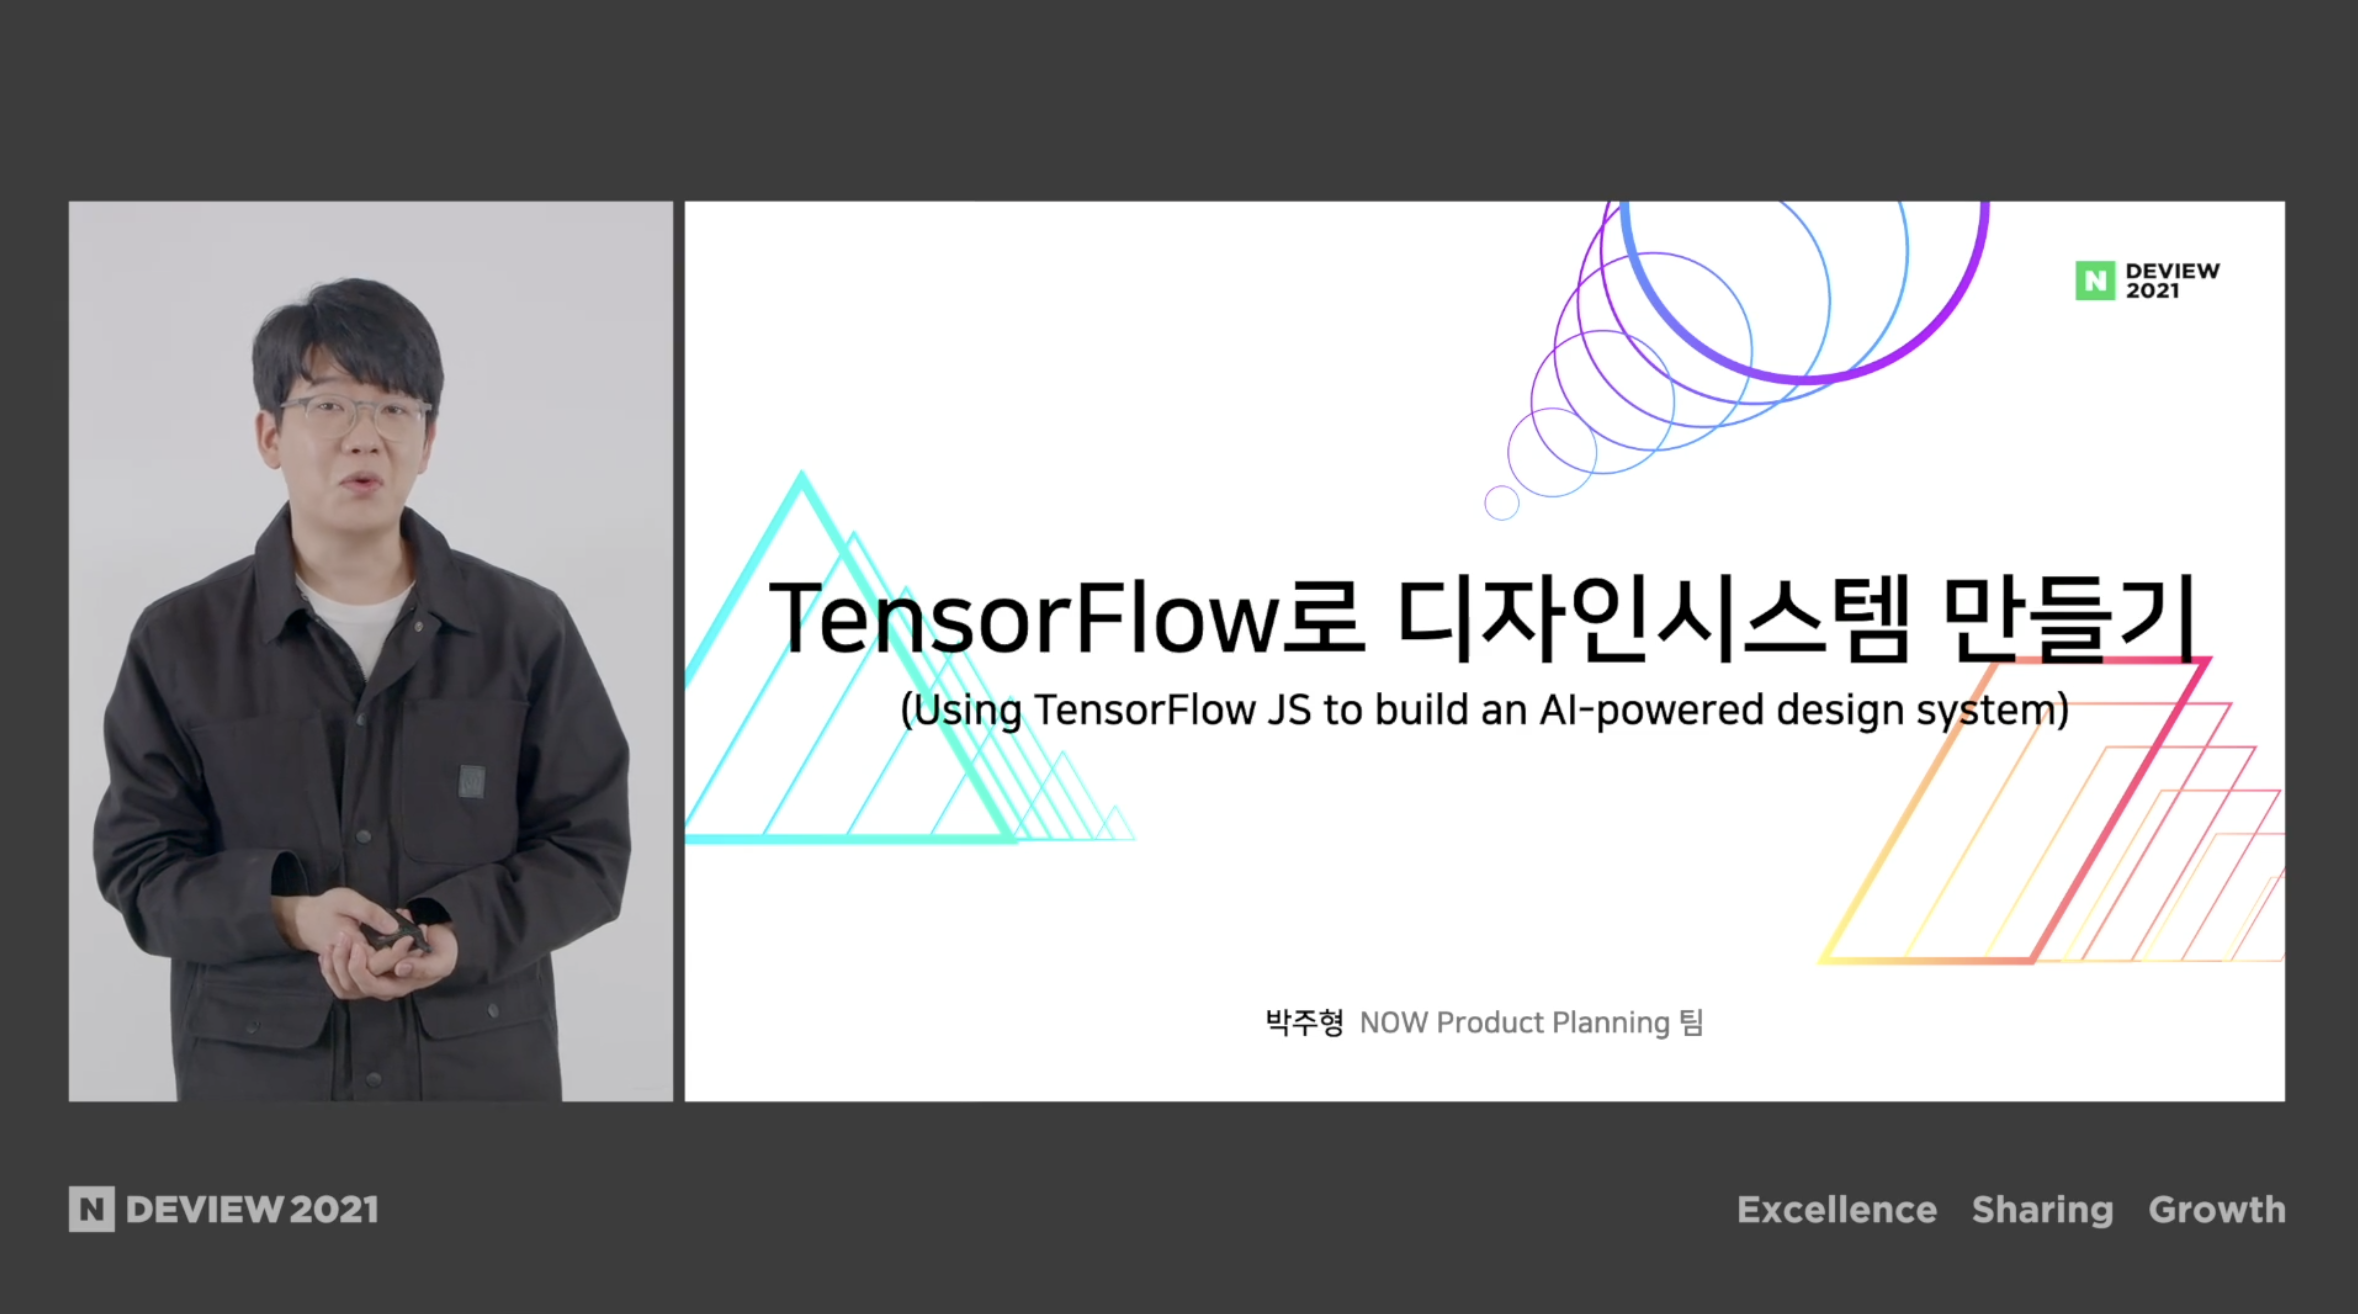 N DEVIEW
2021
TensorFlow로 디자인시스템 만들기
(Using TensorFlow JS to build an AI-powered design system)
박주형 NOW Product Planning 팀
N DEVIEW 2021
Excellence Sharing Growth